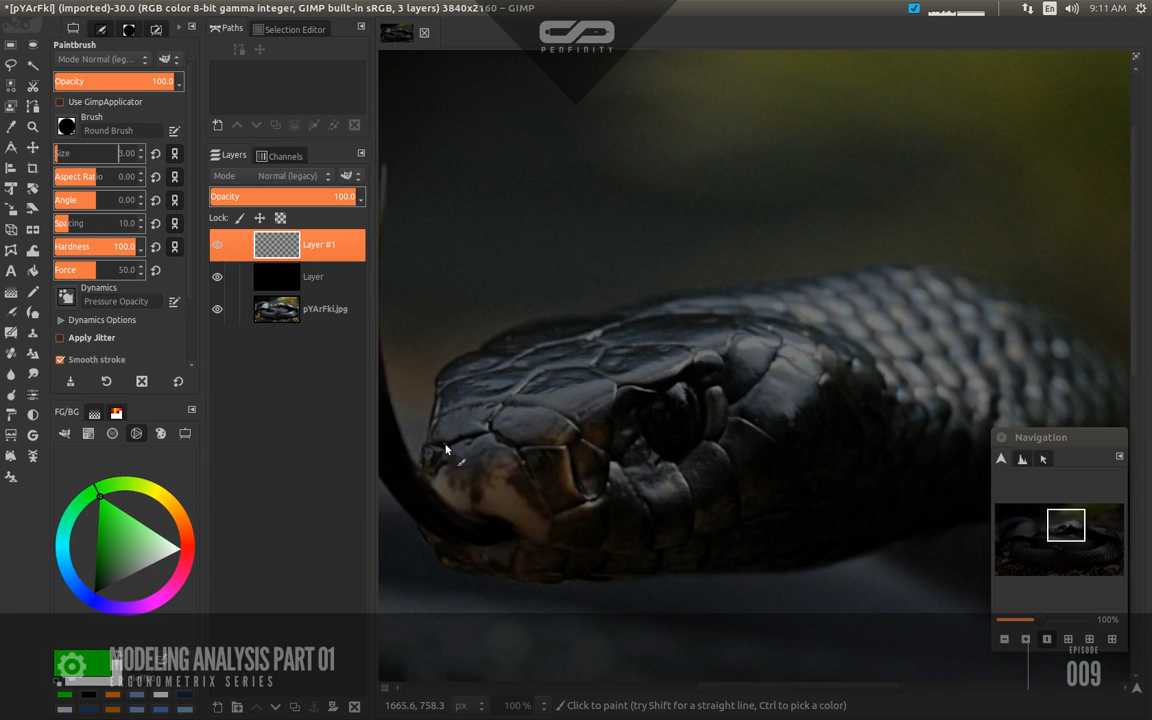 *[pYArFki] (imported)-30.0 (RGB color 8-bit gamma integer, GIMP built-in sRGB, 3 layers) 3840x2160 – GIMP
En
9:11 AM
PENFINITY
Paintbrush
Mode Normal (leg...
Opacity 100.0
Use GimpApplicator
Brush
Round Brush
Size 3.00
Aspect Ratio 0.00
Angle 0.00
Spacing 10.0
Hardness 100.0
Force 50.0
Dynamics
Pressure Opacity
Dynamics Options
Apply Jitter
Smooth stroke
FG/BG
Paths
Selection Editor
Layers
Channels
Mode Normal (legacy)
Opacity 100.0
Lock:
Layer #1
Layer
pYArFki.jpg
Navigation
100%
MODELING ANALYSIS PART 01
ERGONOMETRIX SERIES
EPISODE
009
1665.6, 758.3 px 100 % Click to paint (try Shift for a straight line, Ctrl to pick a color)